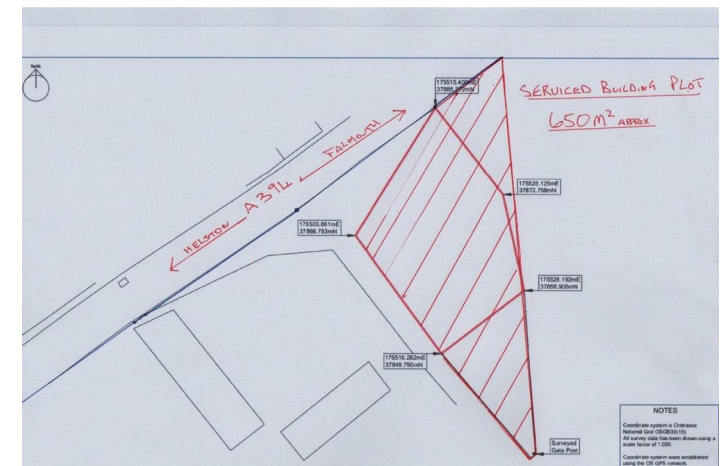 North
175515.400mE
SERVICED BUILDING PLOT
650M² APPROX
HELSTON A394 FALMOUTH
175525.125mE
37872.758mN
175503.861mE
37866.783mN
175528.192mE
37858.906mN
175516.262mE
37849.790mN
Surveyed
Gate Post
NOTES
Coordinate system is Ordnance
National Grid OSGB36(15)
All survey data has been drawn using a
scale factor of 1.000
Coordinate system were established
using the OS GPS network.